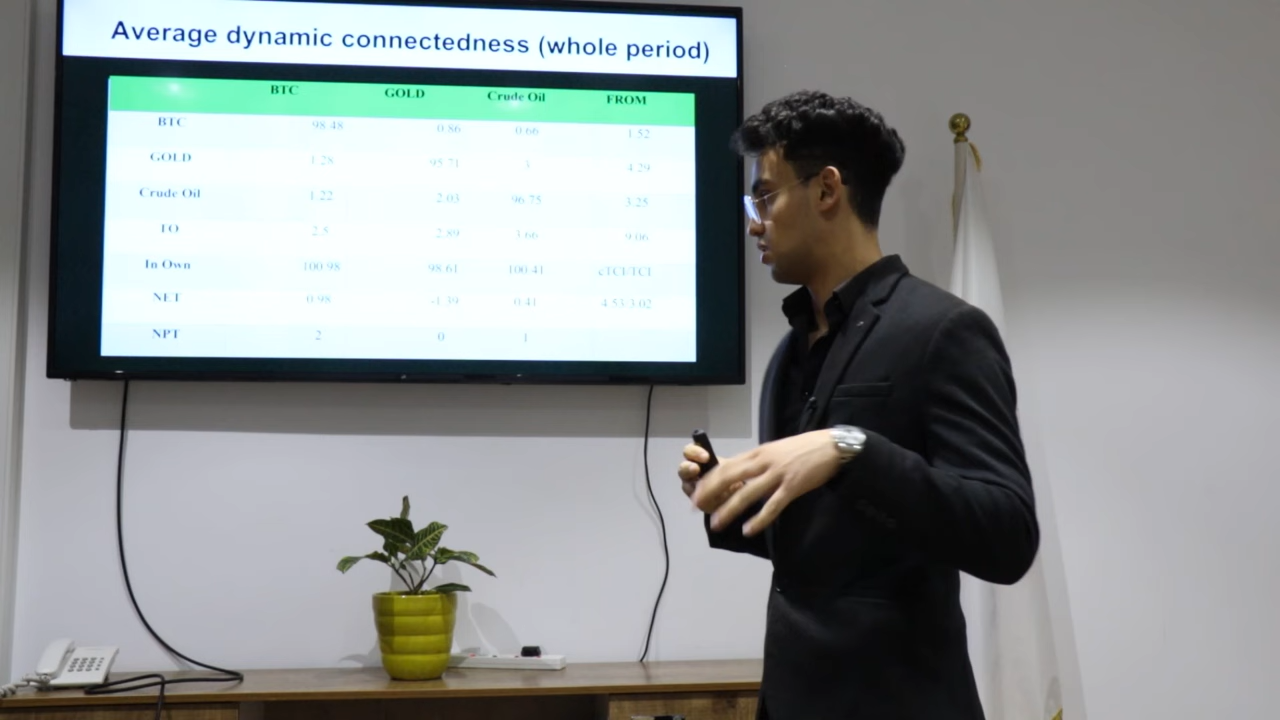 Average dynamic connectedness (whole period)
BTC GOLD Crude Oil FROM
BTC 98.48 0.86 0.66 1.52
GOLD 1.28 95.71 3 4.29
Crude Oil 1.22 2.03 96.75 3.25
TO 2.5 2.89 3.66 9.06
In Own 100.98 98.61 100.41 cTCI/TCI
NET 0.98 -1.39 0.41 4.53/3.02
NPT 2 0 1